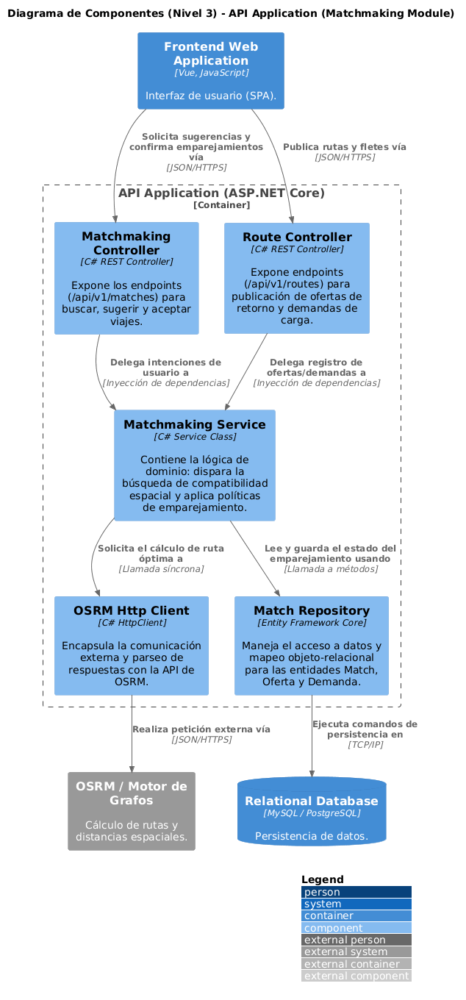 Diagrama de Componentes (Nivel 3) - API Application (Matchmaking Module)
Frontend Web
Application
[Vue, JavaScript]
Interfaz de usuario (SPA).
Solicita sugerencias y
confirma emparejamientos
vía
[JSON/HTTPS]
Publica rutas y fletes vía
[JSON/HTTPS]
API Application (ASP.NET Core)
[Container]
Matchmaking
Controller
[C# REST Controller]
Expone los endpoints
(/api/v1/matches) para
buscar, sugerir y aceptar
viajes.
Route Controller
[C# REST Controller]
Expone endpoints
(/api/v1/routes) para
publicación de ofertas de
retorno y demandas de
carga.
Delega intenciones de
usuario a
[Inyección de dependencias]
Delega registro de
ofertas/demandas a
[Inyección de dependencias]
Matchmaking Service
[C# Service Class]
Contiene la lógica de
dominio: dispara la
búsqueda de compatibilidad
espacial y aplica políticas
de emparejamiento.
Solicita el cálculo de ruta
óptima a
[Llamada síncrona]
Lee y guarda el estado del
emparejamiento usando
[Llamada a métodos]
OSRM Http Client
[C# HttpClient]
Encapsula la comunicación
externa y parseo de
respuestas con la API de
OSRM.
Match Repository
[Entity Framework Core]
Maneja el acceso a datos y
mapeo objeto-relacional
para las entidades Match,
Oferta y Demanda.
Realiza petición externa vía
[JSON/HTTPS]
Ejecuta comandos de
persistencia en
[TCP/IP]
OSRM / Motor de
Grafos
Cálculo de rutas y
distancias espaciales.
Relational Database
[MySQL / PostgreSQL]
Persistencia de datos.
Legend
person
system
container
component
external person
external system
external container
external component